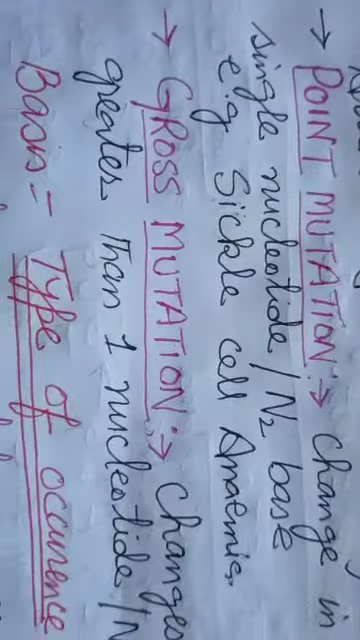 → POINT MUTATION:→ change in
single nucleotide / N2 base
e.g Sickle cell Anaemia.
→ GROSS MUTATION:→ changes
greater than 1 nucleotide / N
Basis = Type of occurence